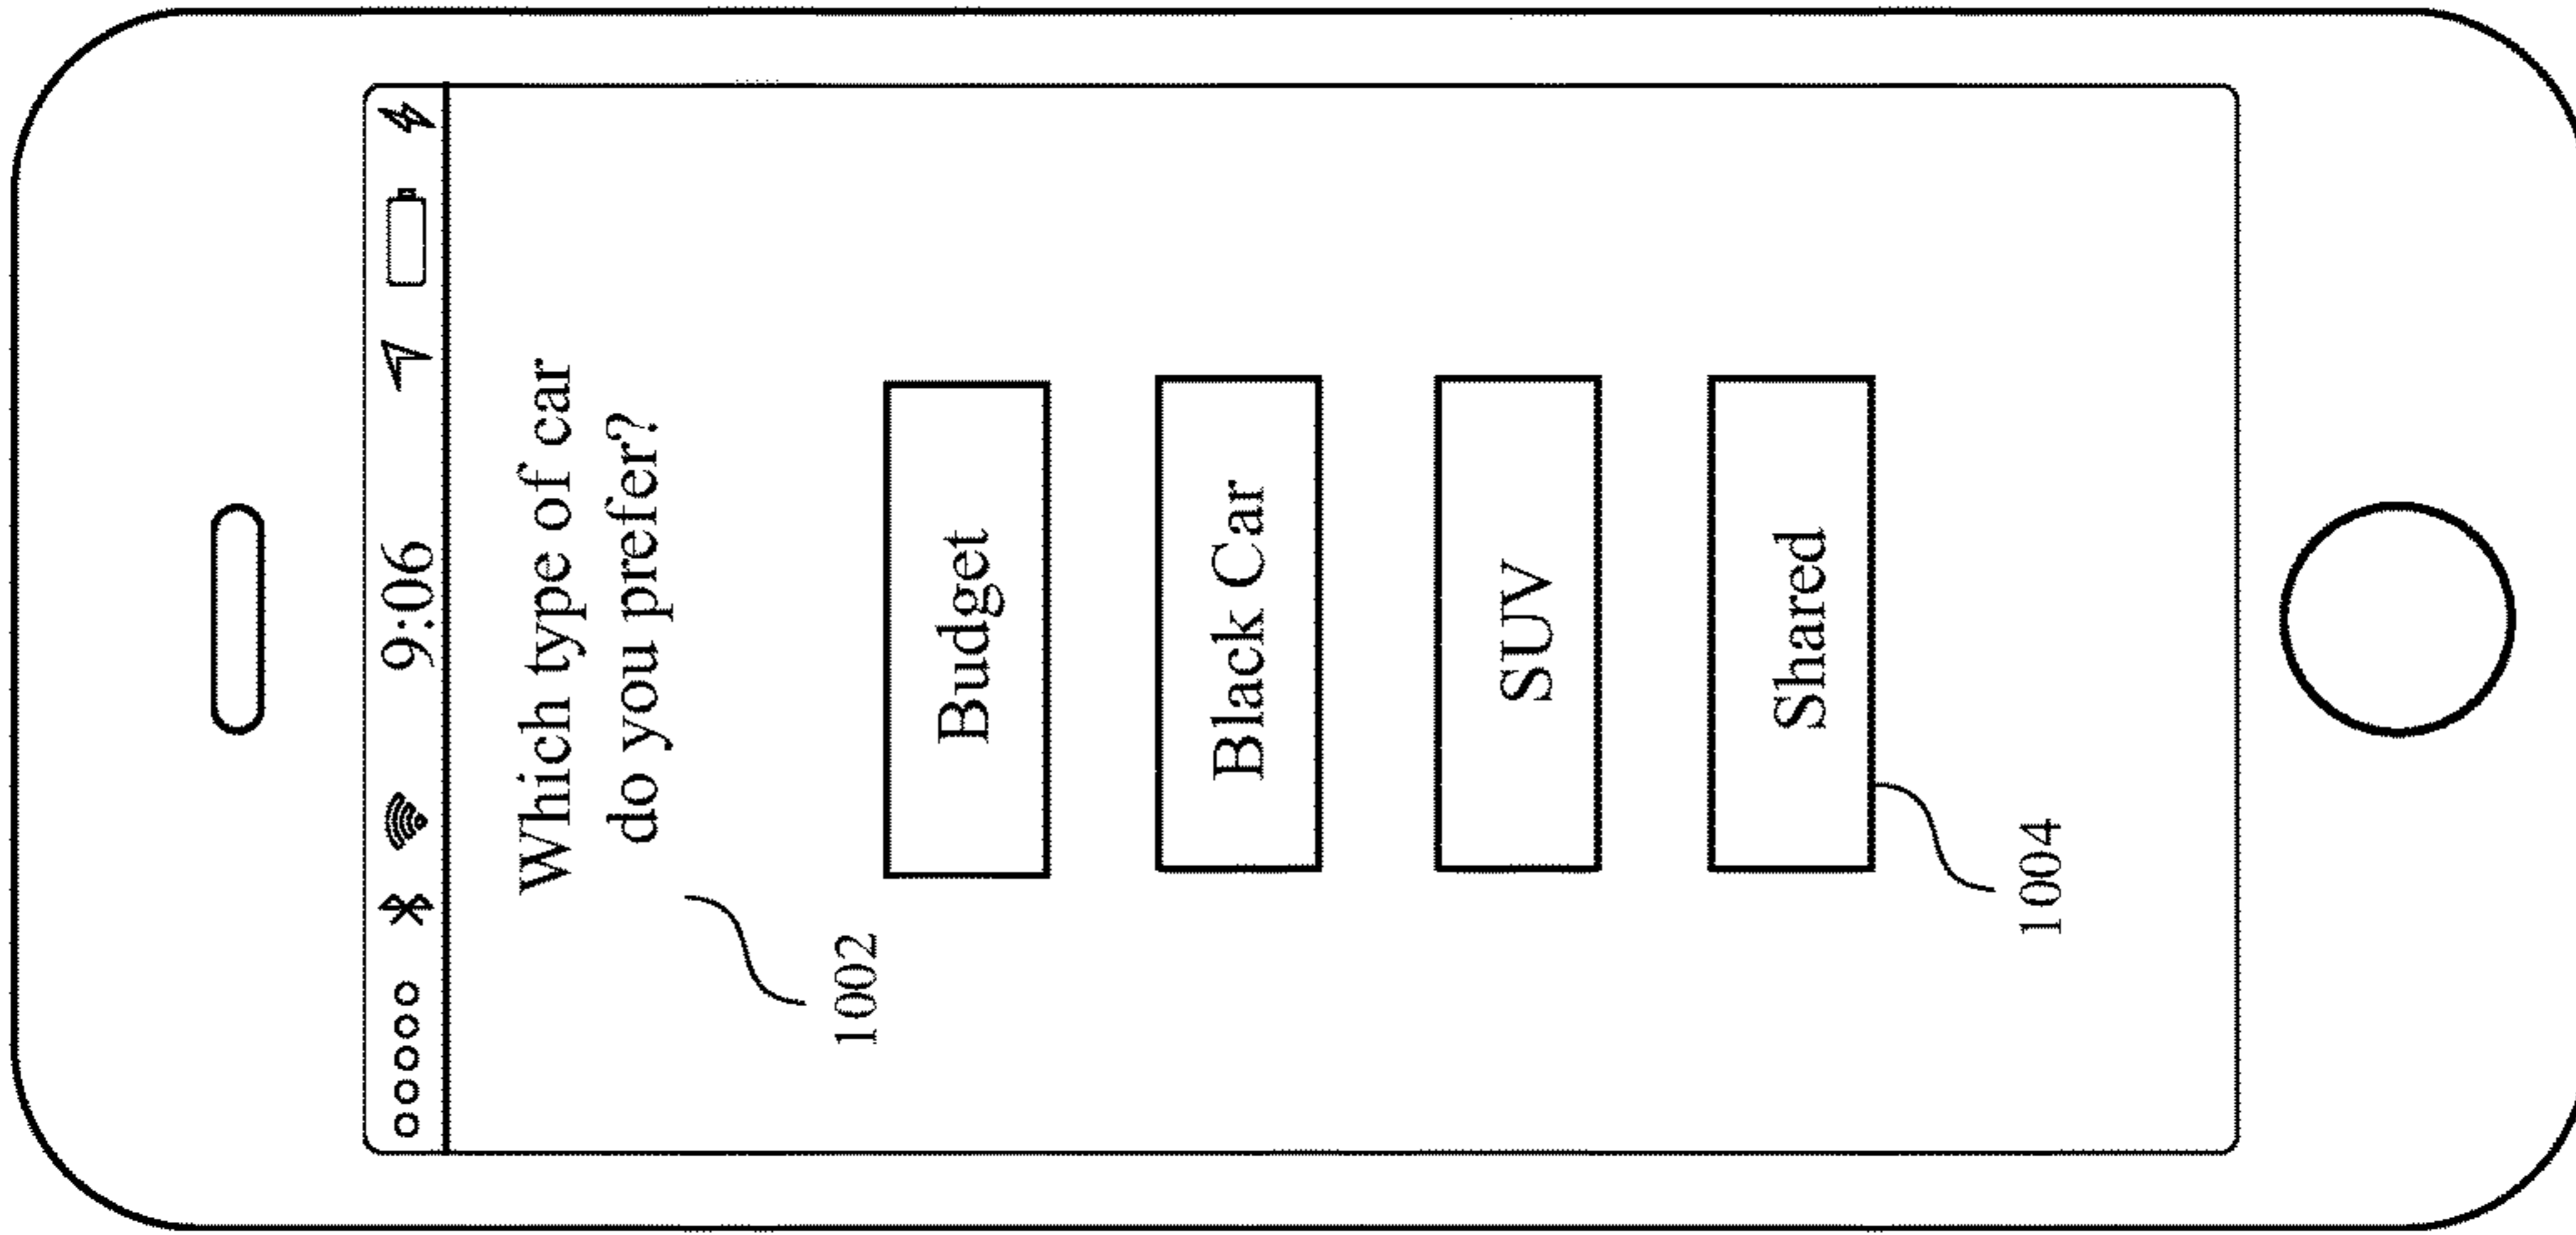 9:06
Which type of car
do you prefer?
1002
Budget
Black Car
SUV
Shared
1004